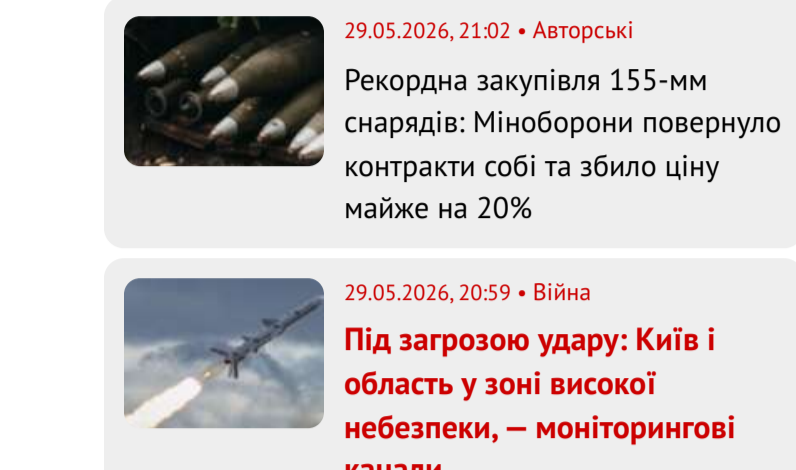 29.05.2026, 21:02 • Авторські
Рекордна закупівля 155-мм
снарядів: Міноборони повернуло
контракти собі та збило ціну
майже на 20%
29.05.2026, 20:59 • Війна
Під загрозою удару: Київ і
область у зоні високої
небезпеки, — моніторингові
канали